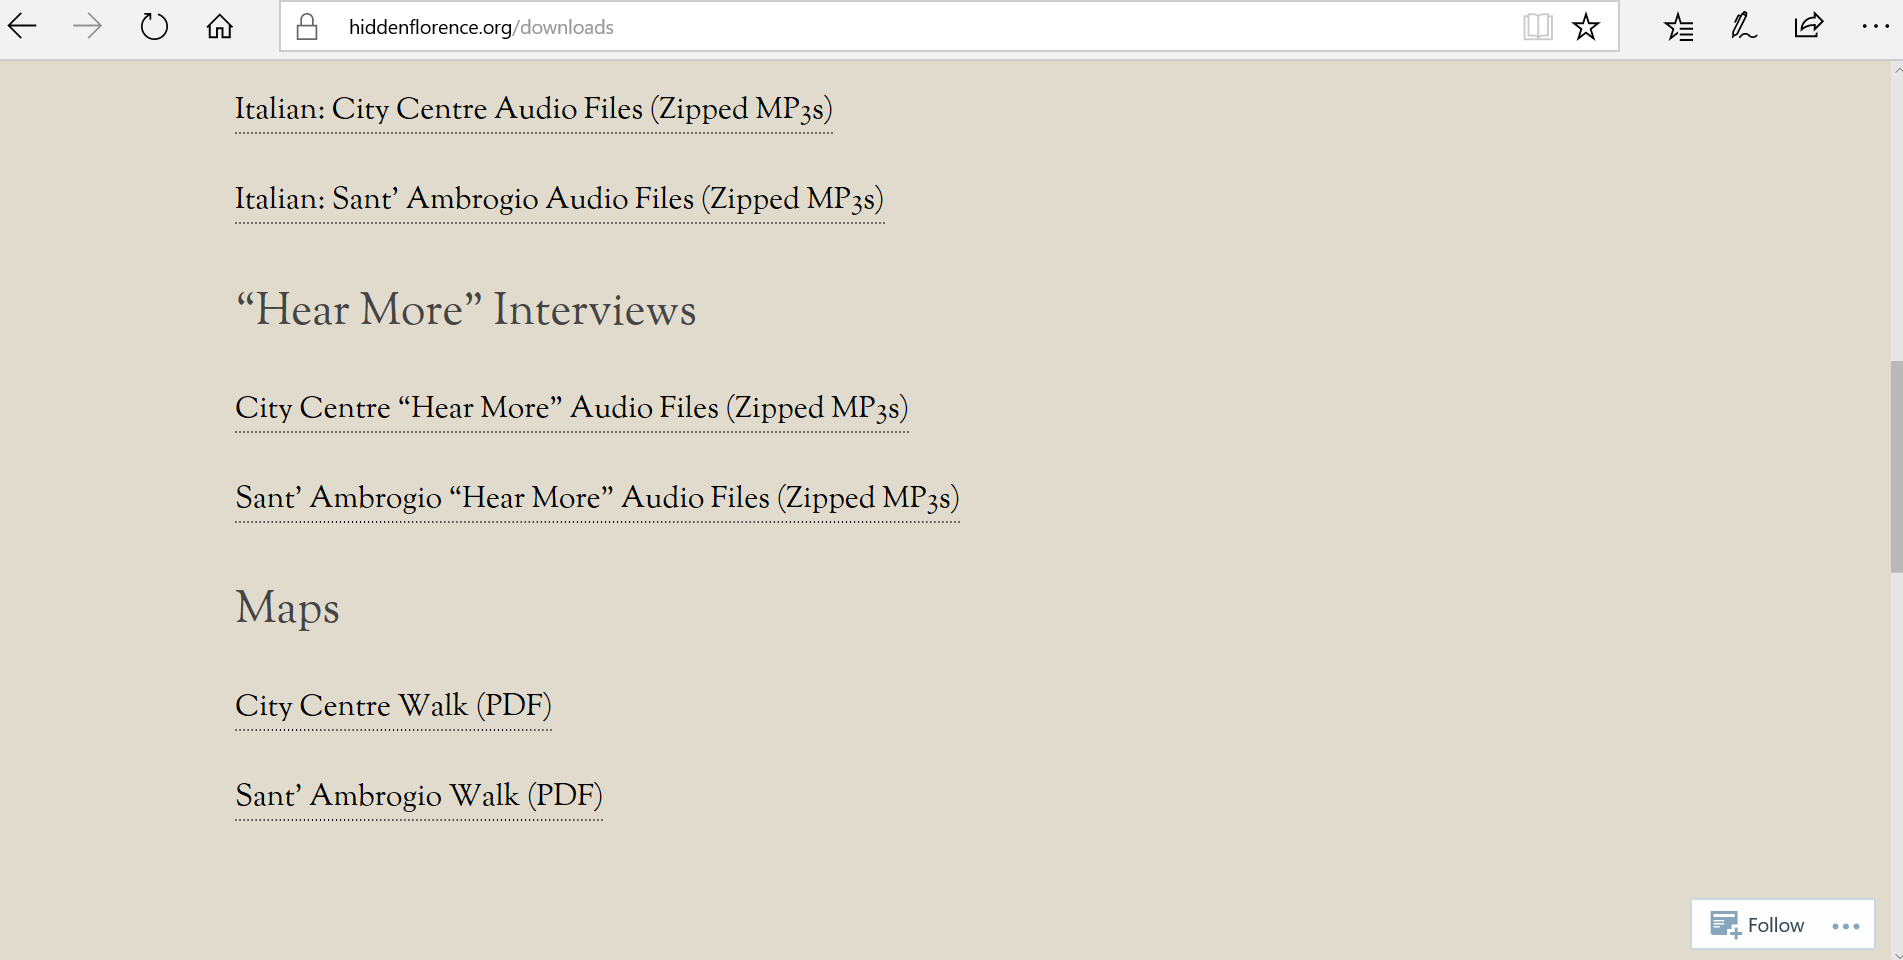 hiddenflorence.org/downloads
Italian: City Centre Audio Files (Zipped MP3s)
Italian: Sant’ Ambrogio Audio Files (Zipped MP3s)
“Hear More” Interviews
City Centre “Hear More” Audio Files (Zipped MP3s)
Sant’ Ambrogio “Hear More” Audio Files (Zipped MP3s)
Maps
City Centre Walk (PDF)
Sant’ Ambrogio Walk (PDF)
Follow